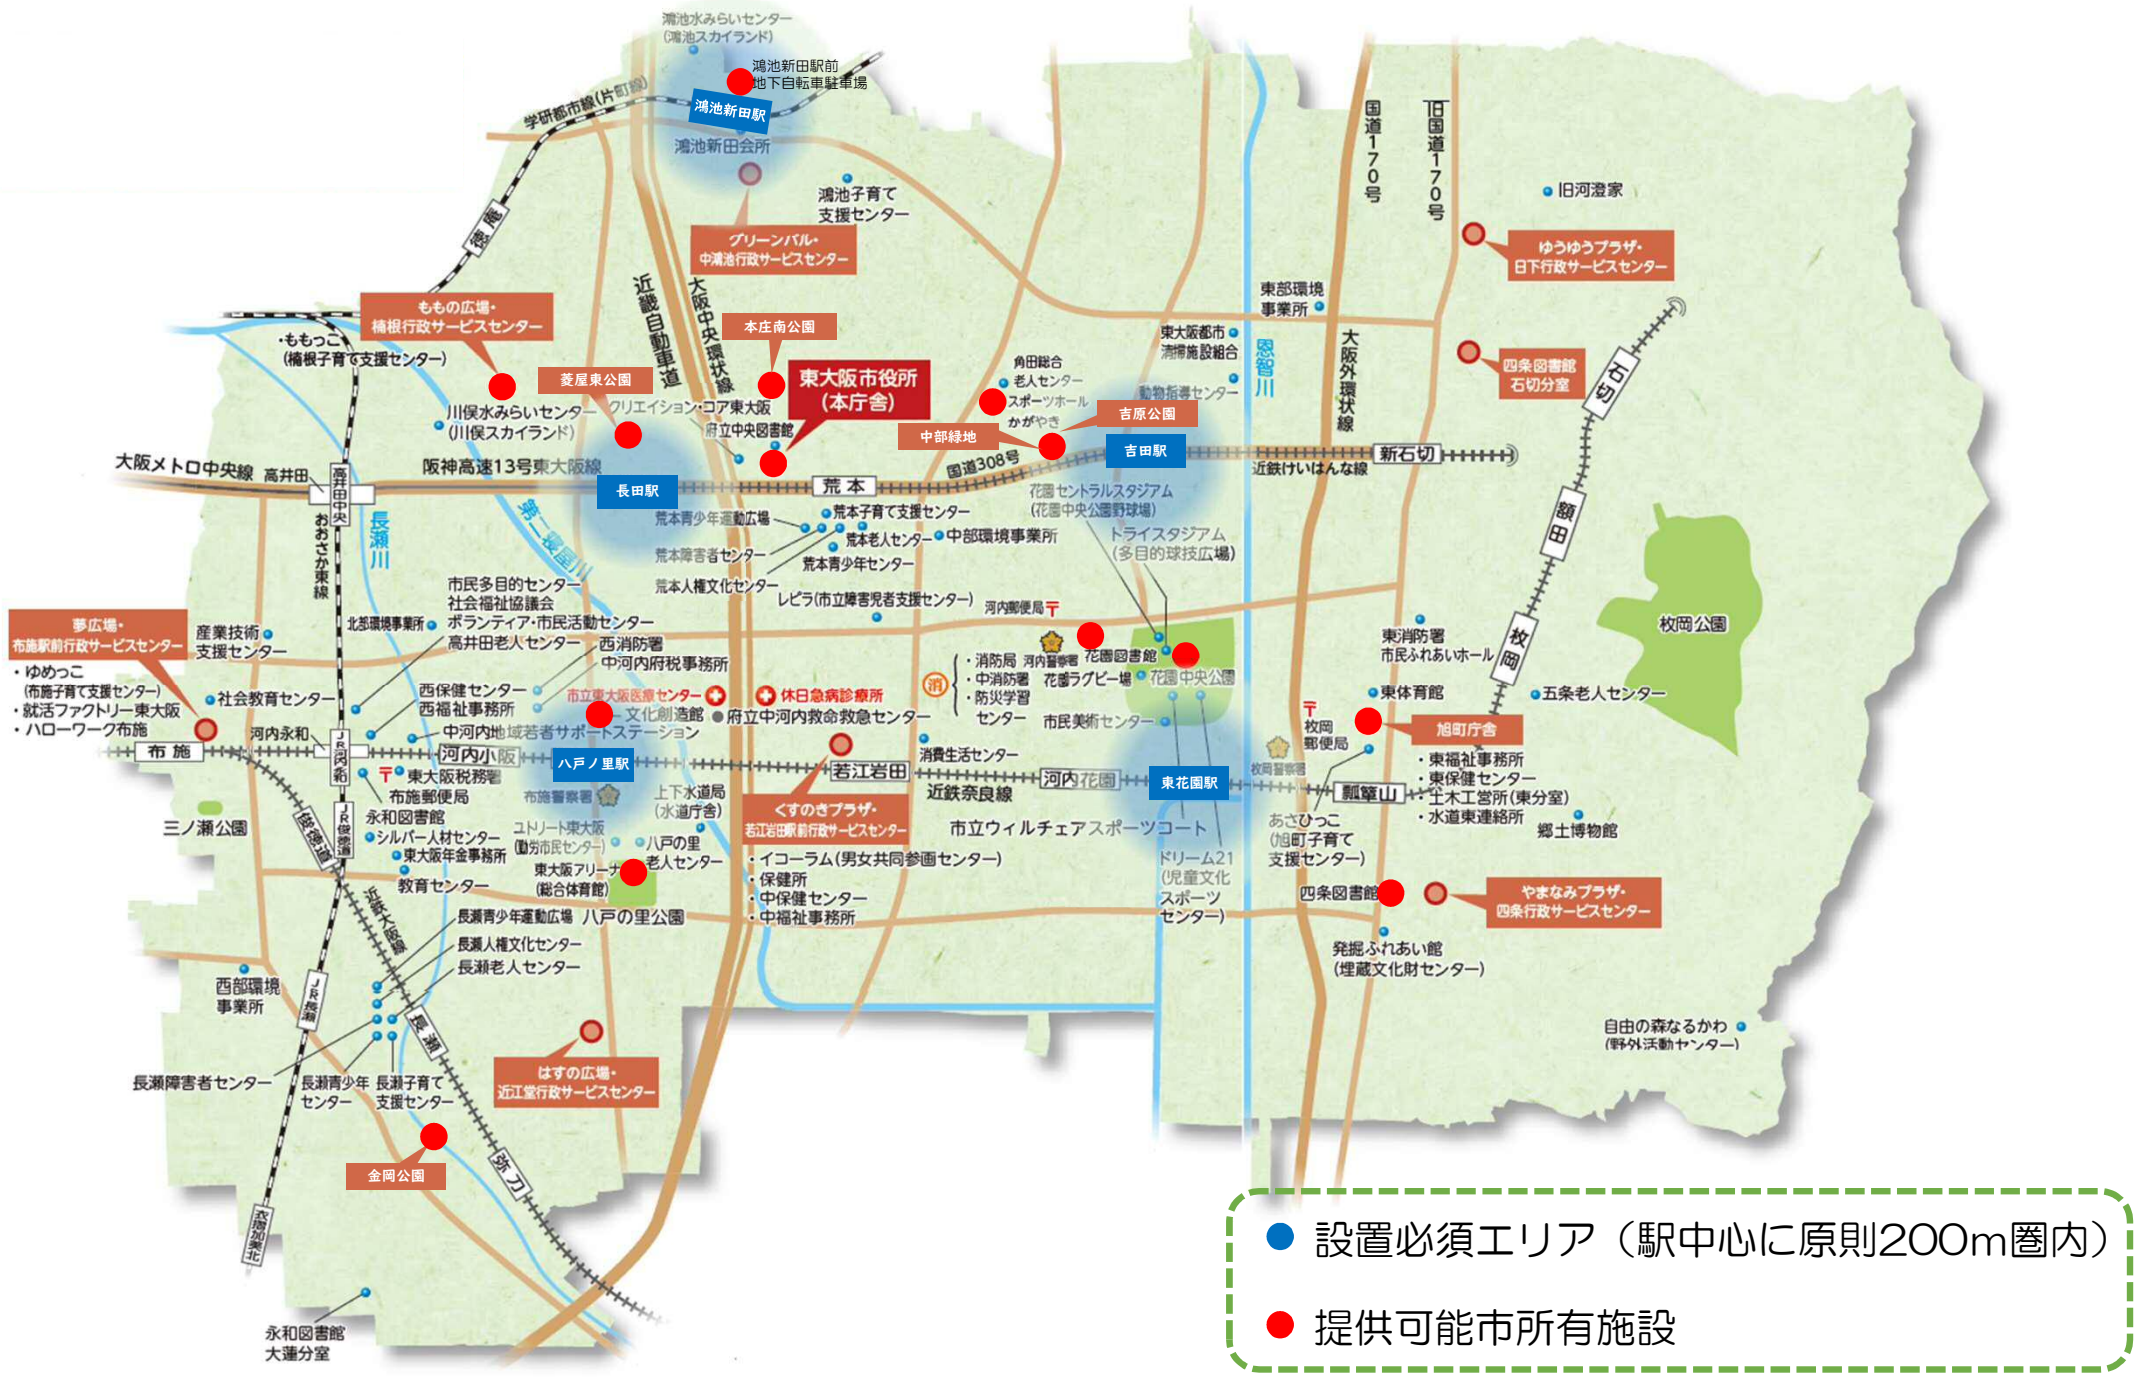 鴻池水みらいセンター
(鴻池スカイランド)
鴻池新田駅前
地下自転車駐車場
学研都市線(片町線)
鴻池新田駅
鴻池新田会所
鴻池子育て
支援センター
徳庵
グリーンパル・
中鴻池行政サービスセンター
国道170号
旧国道170号
旧河澄家
ゆうゆうプラザ・
日下行政サービスセンター
東部環境
事業所
ももの広場・
楠根行政サービスセンター
近畿自動車道
大阪中央環状線
本庄南公園
東大阪都市
清掃施設組合
恩智川
大阪外環状線
・ももっこ
(楠根子育て支援センター)
菱屋東公園
東大阪市役所
(本庁舎)
角田総合
老人センター
スポーツホール
かがやき
動物指導センター
四条図書館
石切分室
石切
川俣水みらいセンター
(川俣スカイランド)
クリエイション・コア東大阪
府立中央図書館
中部緑地
吉原公園
吉田駅
大阪メトロ中央線
高井田
高井田中央
阪神高速13号東大阪線
長田駅
荒本
国道308号
近鉄けいはんな線
新石切
おおさか東線
長瀬川
第二寝屋川
荒本青少年運動広場
荒本子育て支援センター
荒本老人センター
中部環境事業所
荒本障害者センター
荒本青少年センター
荒本人権文化センター
花園セントラルスタジアム
(花園中央公園野球場)
トライスタジアム
(多目的球技広場)
額田
市民多目的センター
社会福祉協議会
ボランティア・市民活動センター
高井田老人センター
北部環境事業所
レピラ(市立障害児者支援センター)
河内郵便局
夢広場・
布施駅前行政サービスセンター
産業技術
支援センター
西消防署
中河内府税事務所
東消防署
市民ふれあいホール
枚岡
枚岡公園
・ゆめっこ
(布施子育て支援センター)
・就活ファクトリー東大阪
・ハローワーク布施
社会教育センター
西保健センター
西福祉事務所
市立東大阪医療センター
休日急病診療所
文化創造館
府立中河内救命救急センター
消
・消防局
・中消防署
・防災学習
センター
河内警察署
花園図書館
花園ラグビー場
花園中央公園
市民美術センター
東体育館
五条老人センター
枚岡
郵便局
旭町庁舎
・東福祉事務所
・東保健センター
・土木工営所(東分室)
・水道東連絡所
布施
河内永和
JR河内永和
中河内地域若者サポートステーション
河内小阪
八戸ノ里駅
若江岩田
消費生活センター
近鉄奈良線
河内花園
東花園駅
枚岡警察署
瓢簞山
東大阪税務署
布施郵便局
永和図書館
布施警察署
上下水道局
(水道庁舎)
くすのきプラザ・
若江岩田駅前行政サービスセンター
市立ウィルチェアスポーツコート
あさひっこ
(旭町子育て
支援センター)
郷土博物館
三ノ瀬公園
俊徳道
JR俊徳道
シルバー人材センター
東大阪年金事務所
教育センター
ユトリート東大阪
(勤労市民センター)
八戸の里
老人センター
東大阪アリーナ
(総合体育館)
八戸の里公園
・イコーラム(男女共同参画センター)
・保健所
・中保健センター
・中福祉事務所
ドリーム21
(児童文化
スポーツ
センター)
四条図書館
やまなみプラザ・
四条行政サービスセンター
近鉄大阪線
長瀬青少年運動広場
長瀬人権文化センター
長瀬老人センター
発掘ふれあい館
(埋蔵文化財センター)
西部環境
事業所
JR長瀬
長瀬
自由の森なるかわ
(野外活動センター)
長瀬障害者センター
長瀬青少年
センター
長瀬子育て
支援センター
はすの広場・
近江堂行政サービスセンター
金岡公園
弥刀
衣摺加美北
永和図書館
大蓮分室
設置必須エリア（駅中心に原則200m圏内）
提供可能市所有施設